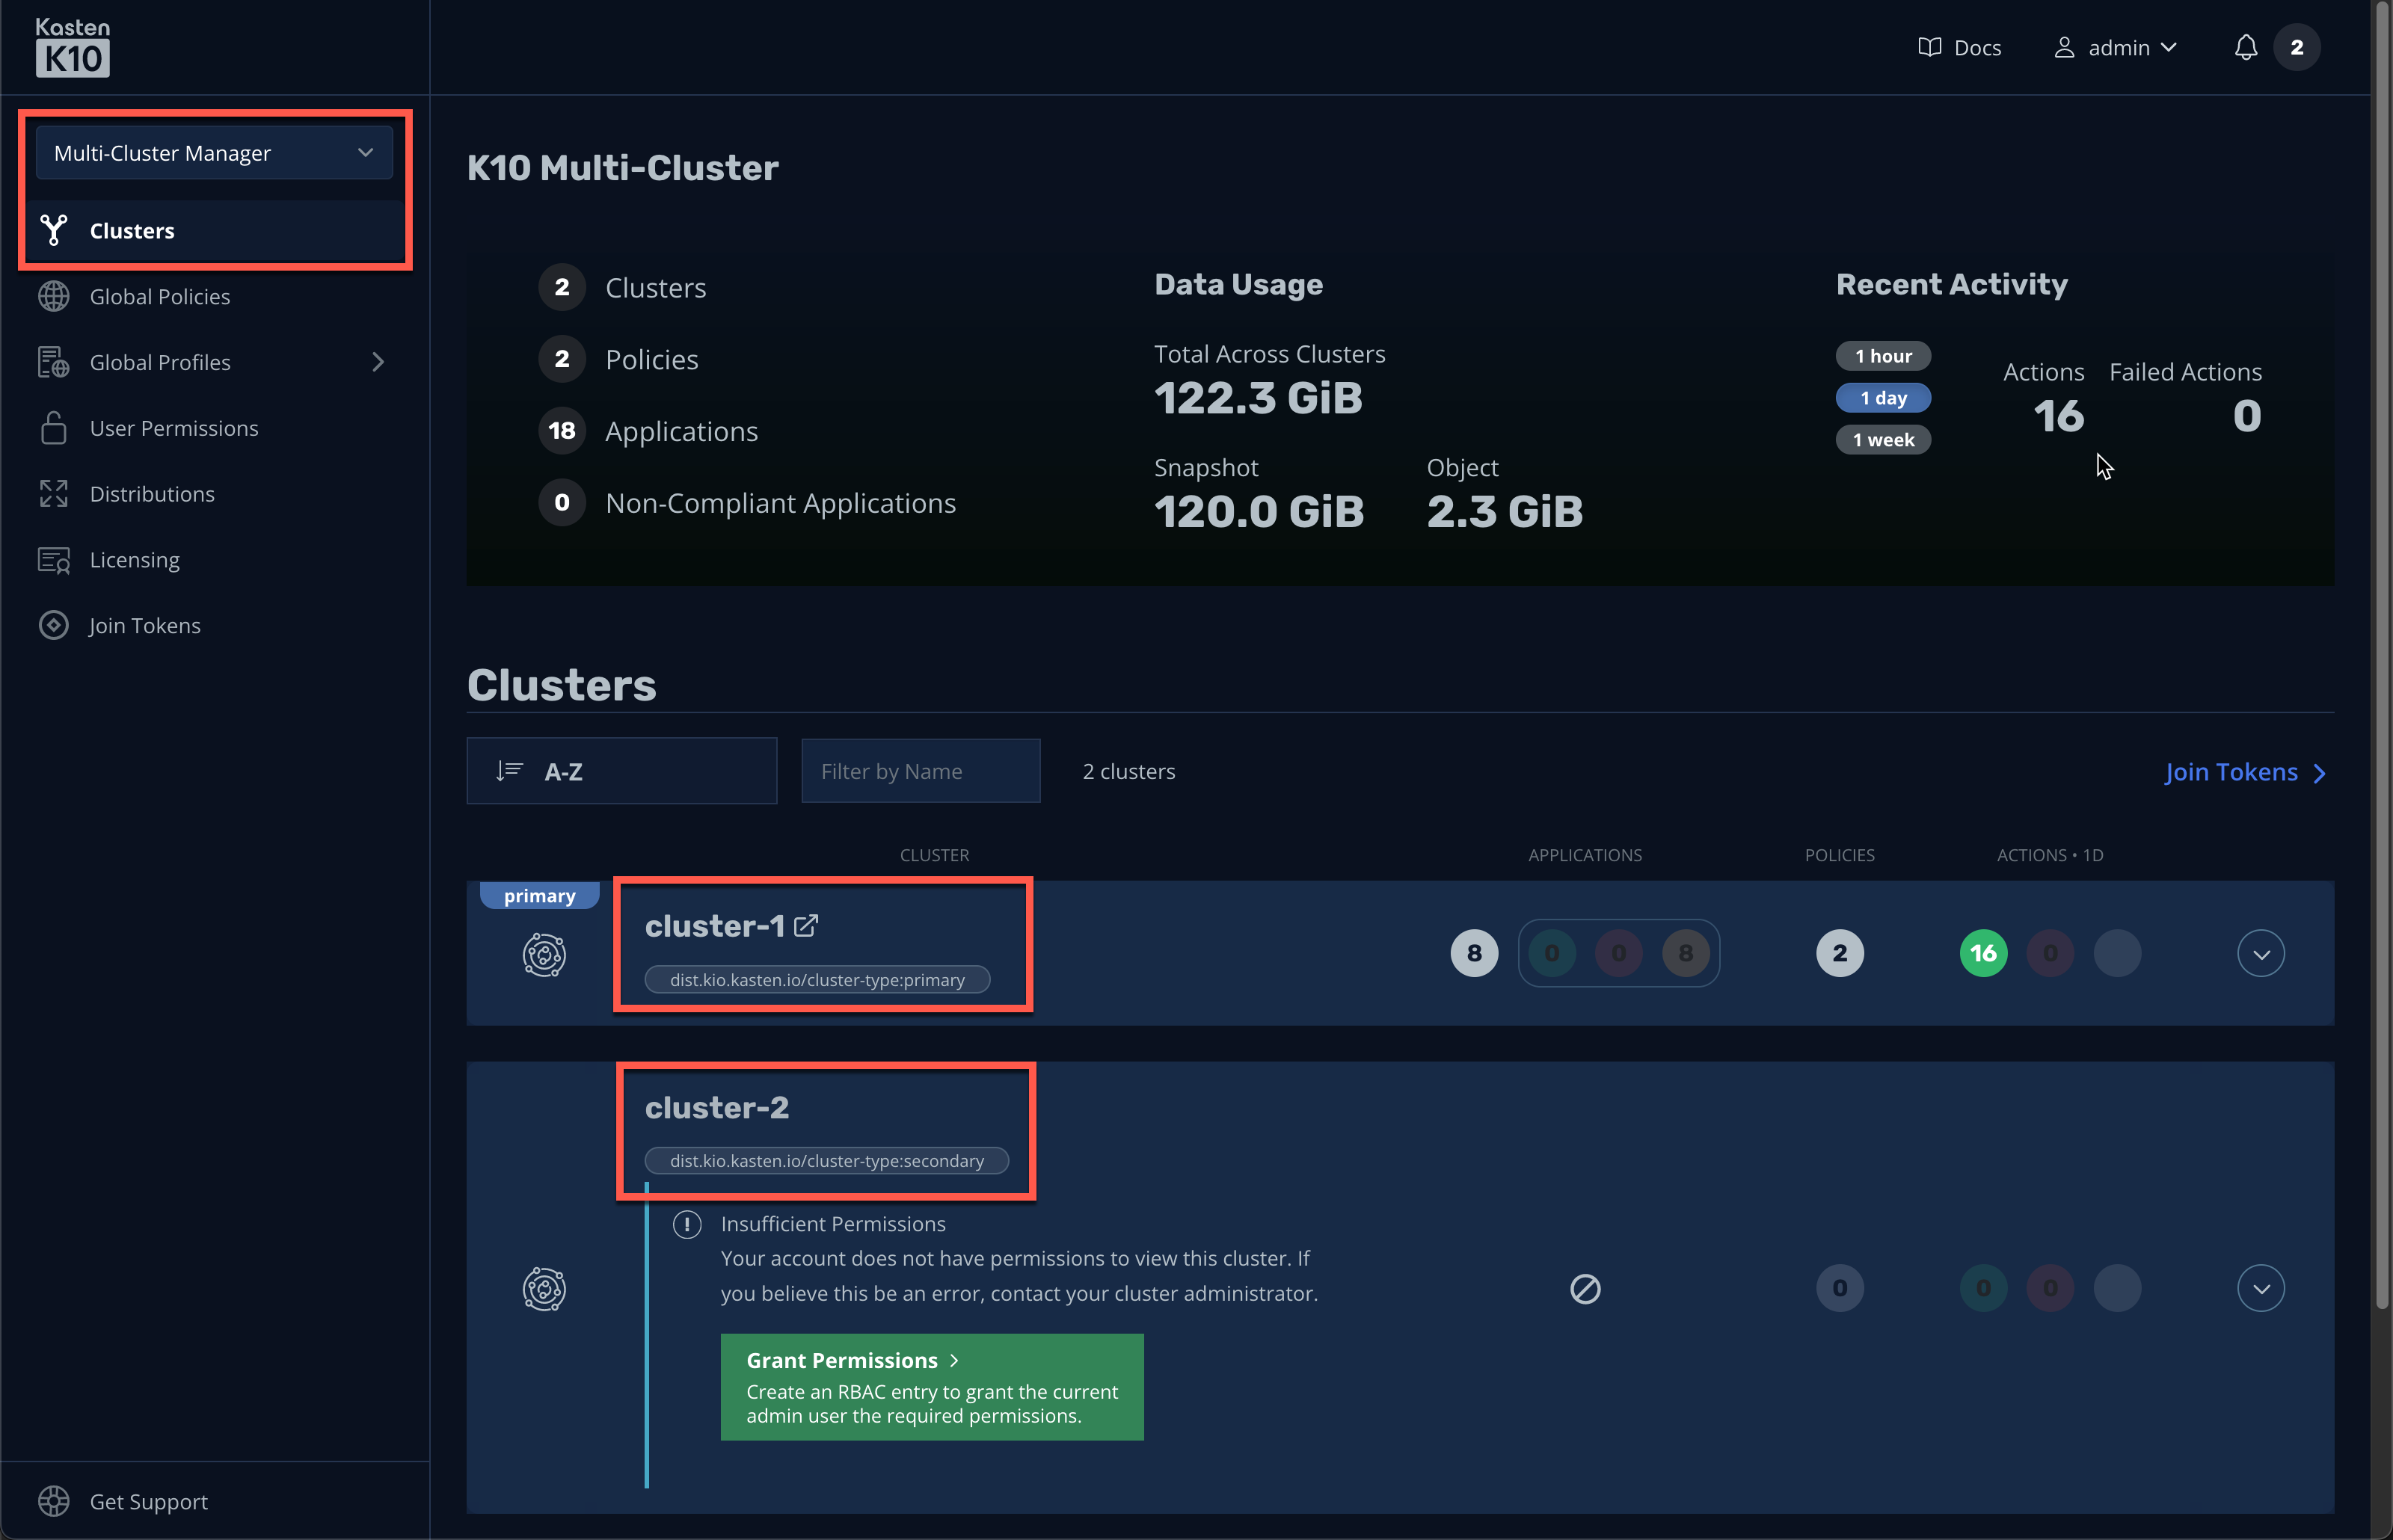 Kasten
K10
Docs
admin
2
Multi-Cluster Manager
Clusters
Global Policies
Global Profiles
User Permissions
Distributions
Licensing
Join Tokens
Get Support
K10 Multi-Cluster
2 Clusters
2 Policies
18 Applications
0 Non-Compliant Applications
Data Usage
Total Across Clusters
122.3 GiB
Snapshot
120.0 GiB
Object
2.3 GiB
Recent Activity
1 hour
1 day
1 week
Actions
16
Failed Actions
0
Clusters
A-Z
Filter by Name
2 clusters
Join Tokens
CLUSTER APPLICATIONS POLICIES ACTIONS • 1D
primary
cluster-1
dist.kio.kasten.io/cluster-type:primary
8 0 0 8 2 16 0
cluster-2
dist.kio.kasten.io/cluster-type:secondary
Insufficient Permissions
Your account does not have permissions to view this cluster. If
you believe this be an error, contact your cluster administrator.
0 0 0
Grant Permissions
Create an RBAC entry to grant the current
admin user the required permissions.